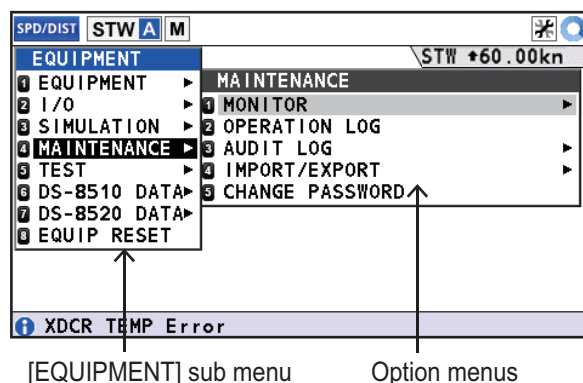 SPD/DIST STW A M
EQUIPMENT
STW +60.00kn
1 EQUIPMENT ▶
2 I/O ▶
3 SIMULATION ▶
4 MAINTENANCE ▶
5 TEST ▶
6 DS-8510 DATA▶
7 DS-8520 DATA▶
8 EQUIP RESET
MAINTENANCE
1 MONITOR ▶
2 OPERATION LOG
3 AUDIT LOG ▶
4 IMPORT/EXPORT ▶
5 CHANGE PASSWORD
XDCR TEMP Error
[EQUIPMENT] sub menu
Option menus